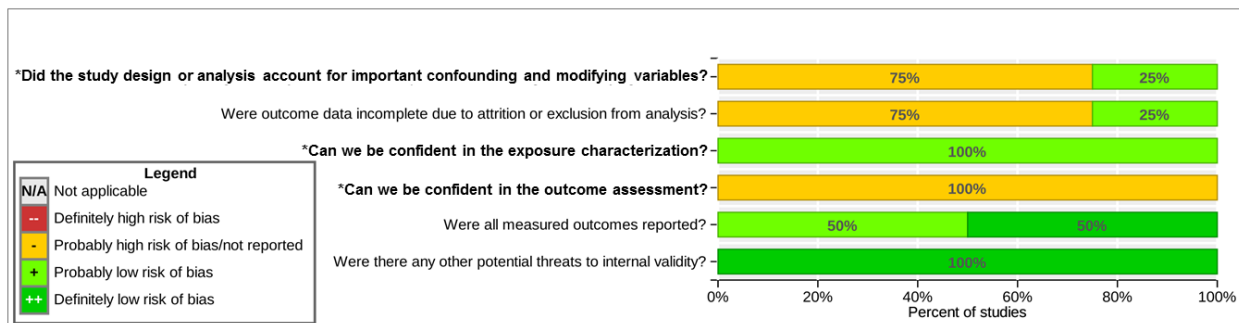 *Did the study design or analysis account for important confounding and modifying variables?
75% 25%
Were outcome data incomplete due to attrition or exclusion from analysis?
75% 25%
*Can we be confident in the exposure characterization?
100%
*Can we be confident in the outcome assessment?
100%
Were all measured outcomes reported?
50% 50%
Were there any other potential threats to internal validity?
100%
0% 20% 40% 60% 80% 100%
Percent of studies
Legend
N/A Not applicable
-- Definitely high risk of bias
- Probably high risk of bias/not reported
+ Probably low risk of bias
++ Definitely low risk of bias